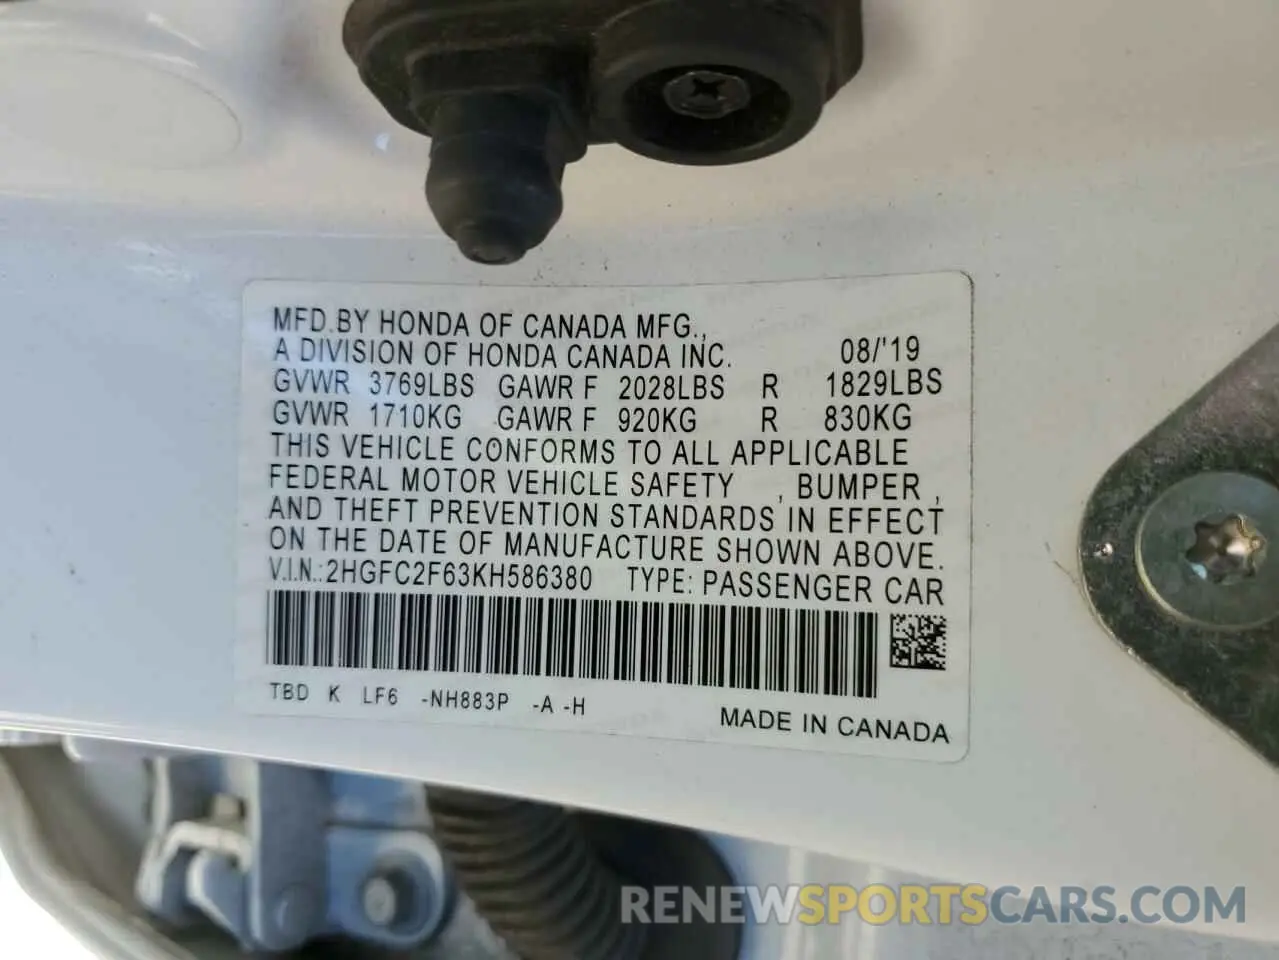 MFD.BY HONDA OF CANADA MFG.,
A DIVISION OF HONDA CANADA INC. 08/'19
GVWR 3769LBS GAWR F 2028LBS R 1829LBS
GVWR 1710KG GAWR F 920KG R 830KG
THIS VEHICLE CONFORMS TO ALL APPLICABLE
FEDERAL MOTOR VEHICLE SAFETY , BUMPER ,
AND THEFT PREVENTION STANDARDS IN EFFECT
ON THE DATE OF MANUFACTURE SHOWN ABOVE.
V.I.N.: 2HGFC2F63KH586380 TYPE: PASSENGER CAR
TBD K LF6 -NH883P -A -H
MADE IN CANADA
RENEWSPORTSCARS.COM